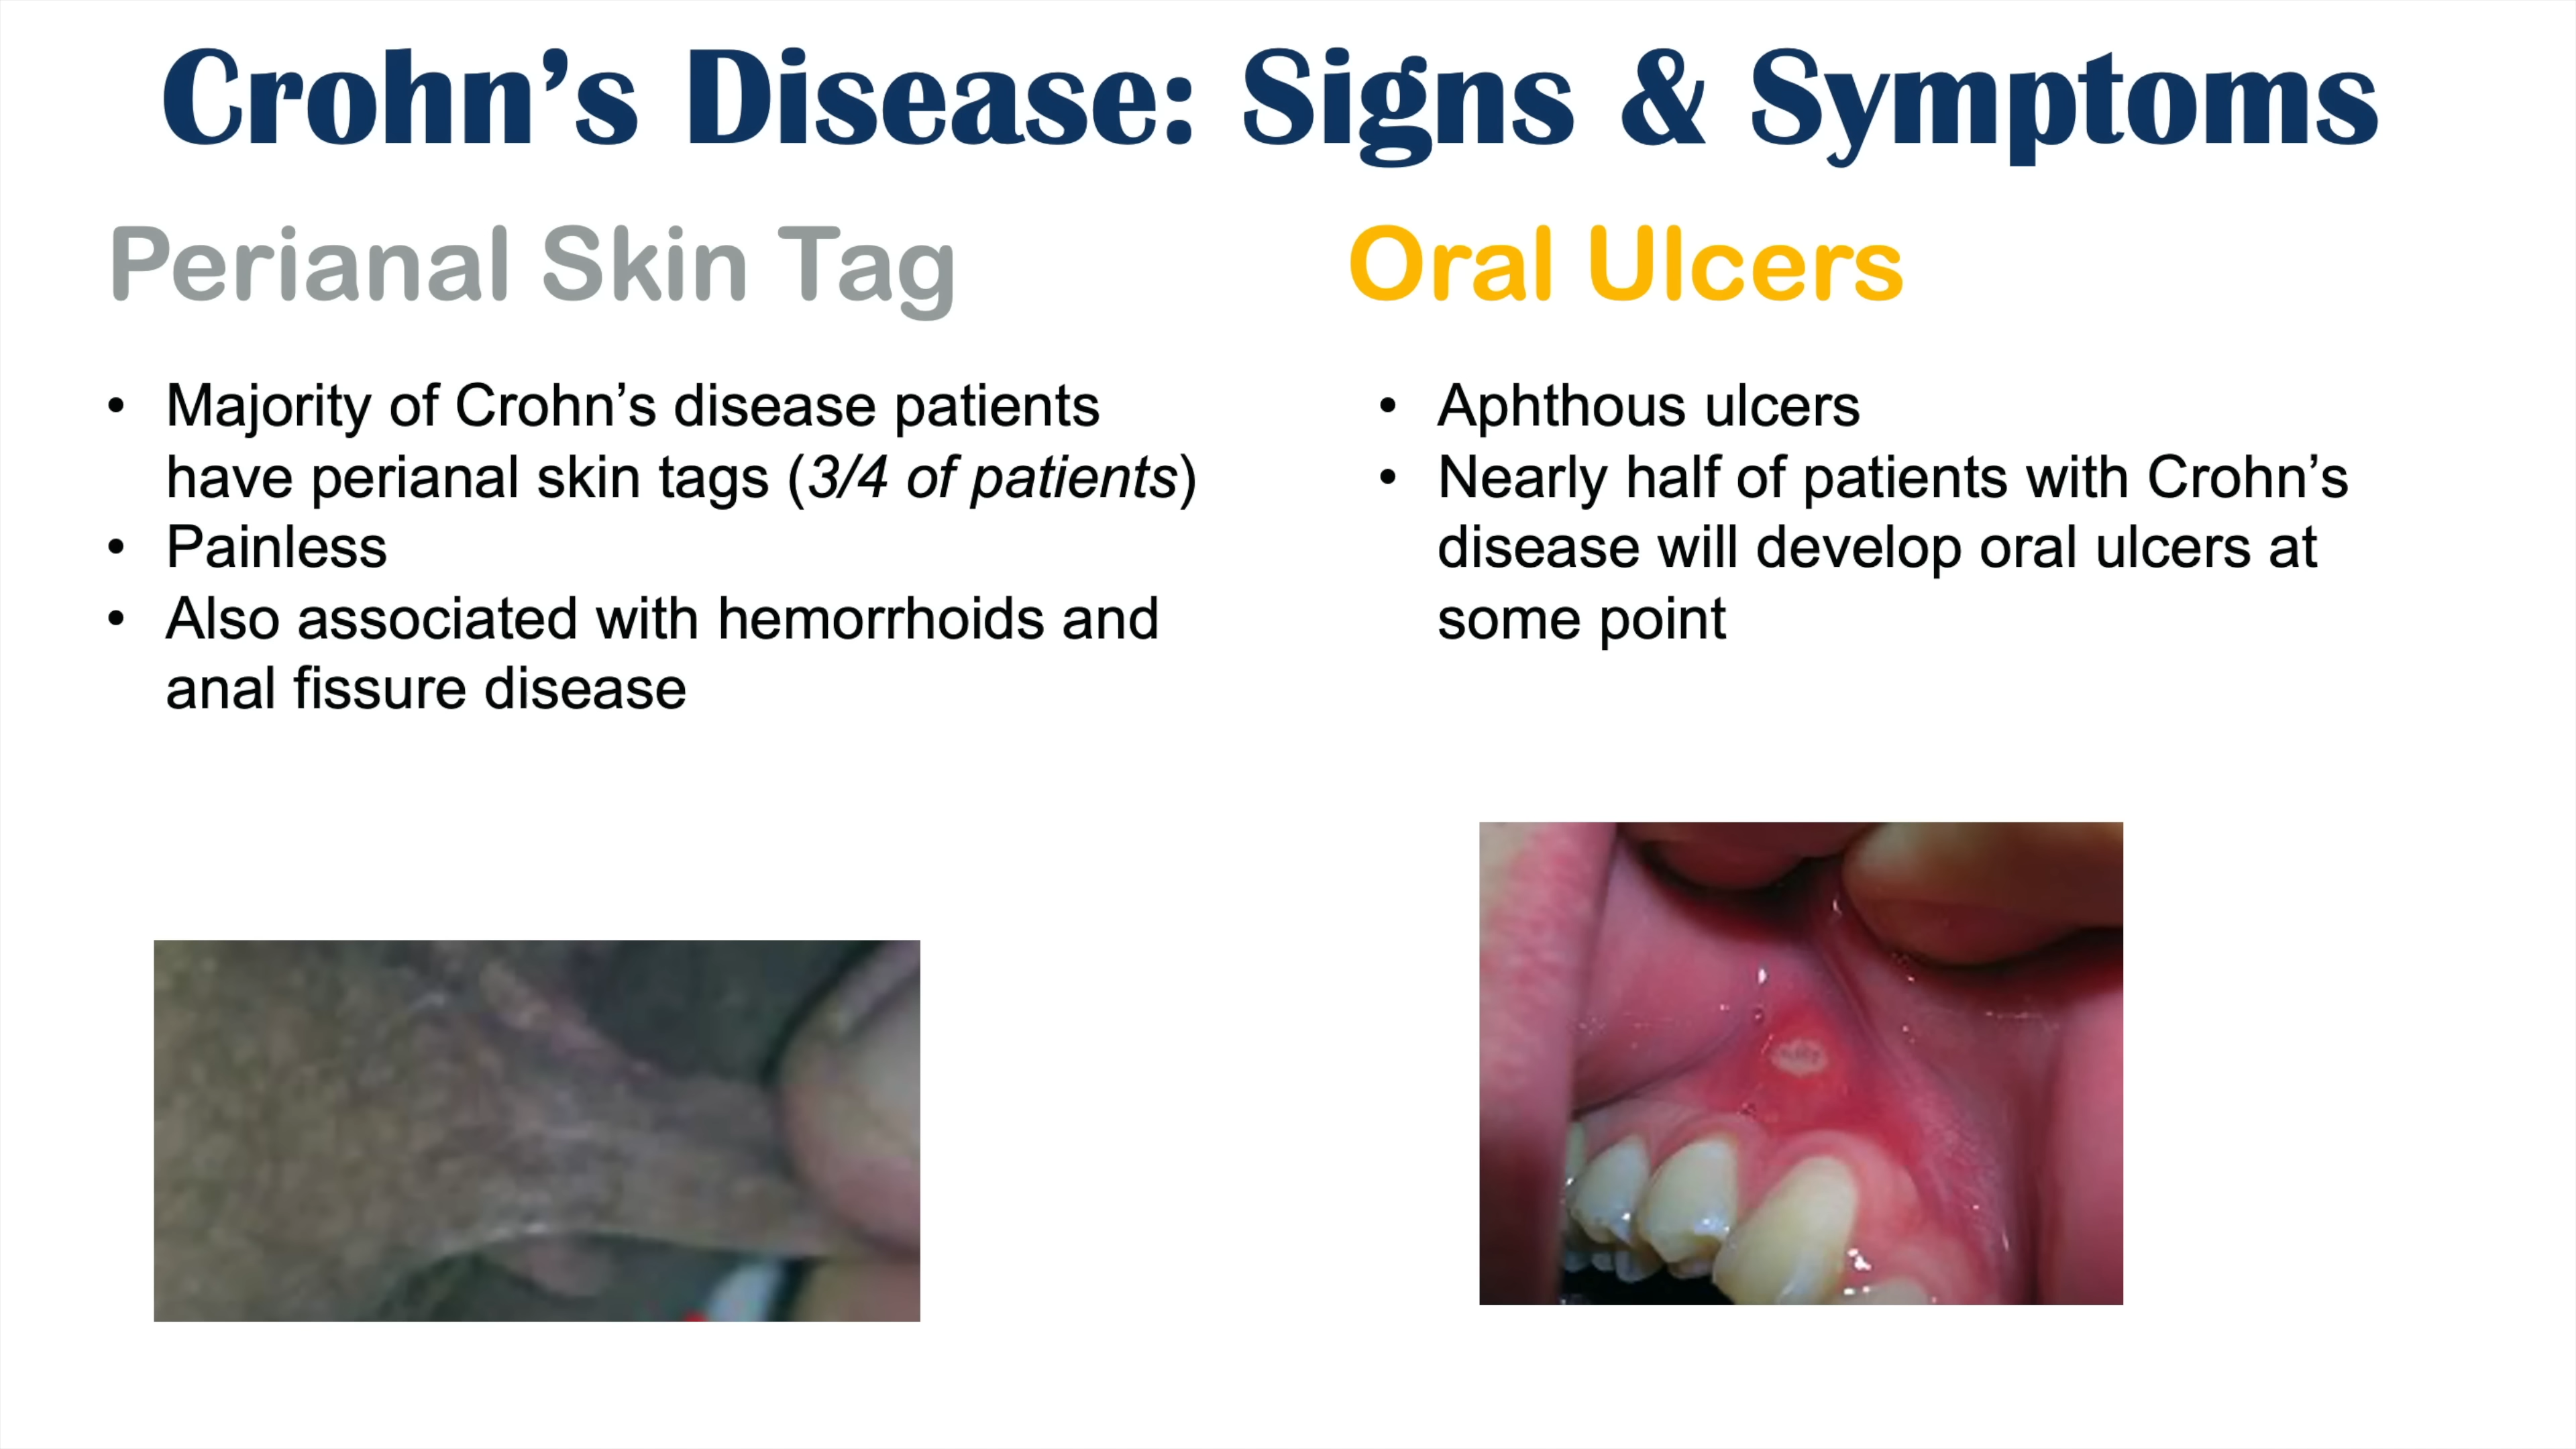 Crohn’s Disease: Signs & Symptoms
Perianal Skin Tag
• Majority of Crohn’s disease patients
have perianal skin tags (3/4 of patients)
• Painless
• Also associated with hemorrhoids and
anal fissure disease
Oral Ulcers
• Aphthous ulcers
• Nearly half of patients with Crohn’s
disease will develop oral ulcers at
some point